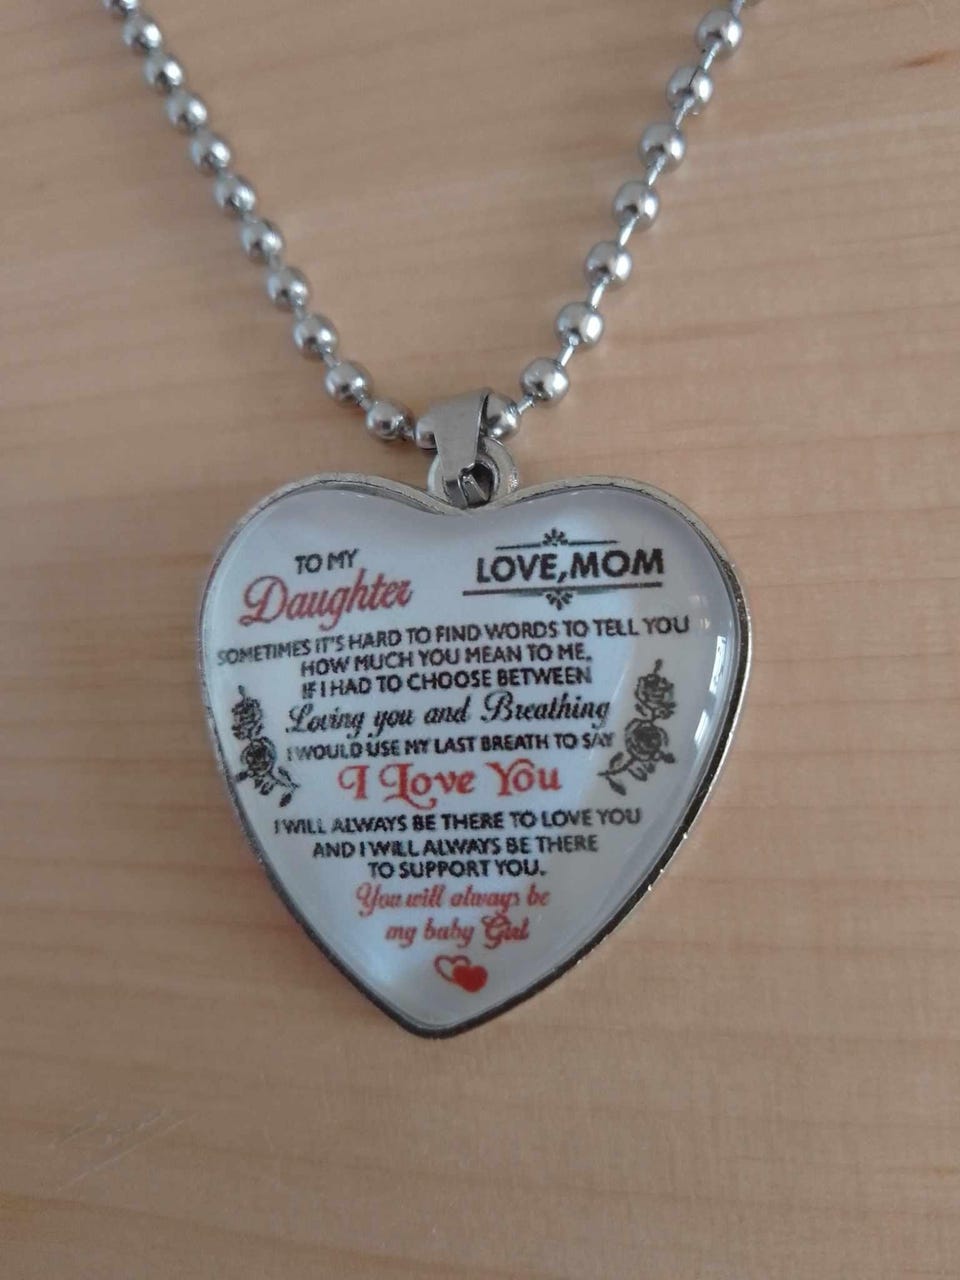 TO MY
Daughter
LOVE,MOM
SOMETIMES IT'S HARD TO FIND WORDS TO TELL YOU
HOW MUCH YOU MEAN TO ME.
IF I HAD TO CHOOSE BETWEEN
Loving you and Breathing
I WOULD USE MY LAST BREATH TO SAY
I Love You
I WILL ALWAYS BE THERE TO LOVE YOU
AND I WILL ALWAYS BE THERE
TO SUPPORT YOU.
You will always be
my baby Girl